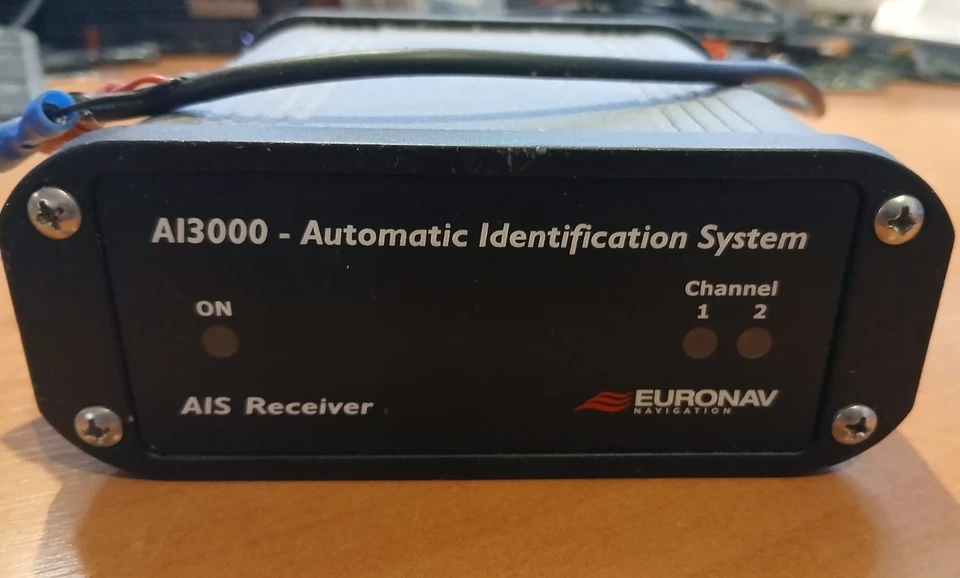 AI3000 - Automatic Identification System
ON
Channel
1 2
AIS Receiver
EURONAV
NAVIGATION